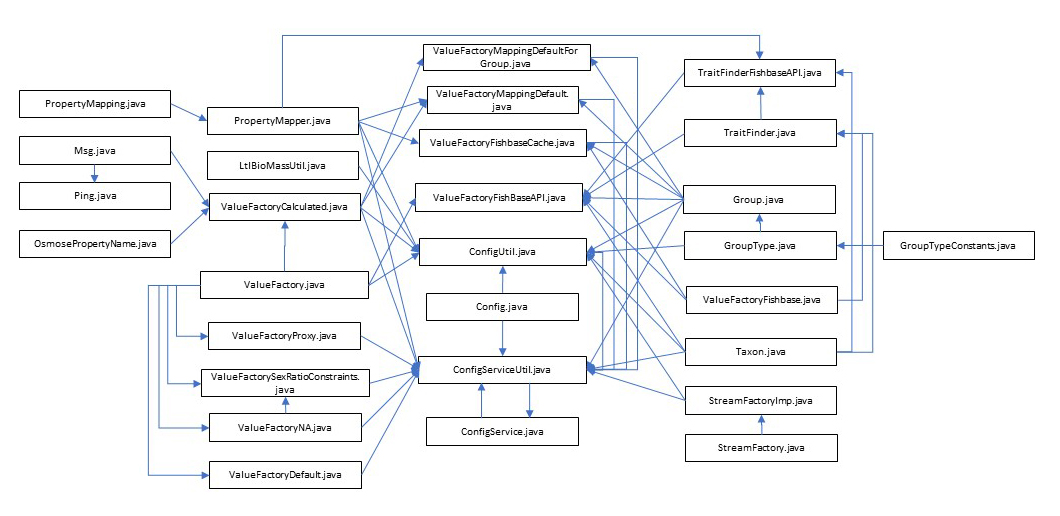 ValueFactoryMappingDefaultFor
Group.java
TraitFinderFishbaseAPI.java
PropertyMapping.java
ValueFactoryMappingDefault.
java
PropertyMapper.java
TraitFinder.java
Msg.java
ValueFactoryFishbaseCache.java
LtlBioMassUtil.java
Ping.java
ValueFactoryFishBaseAPI.java
Group.java
ValueFactoryCalculated.java
OsmosePropertyName.java
ConfigUtil.java
GroupType.java
GroupTypeConstants.java
ValueFactory.java
Config.java
ValueFactoryFishbase.java
ValueFactoryProxy.java
Taxon.java
ConfigServiceUtil.java
ValueFactorySexRatioConstraints.
java
StreamFactoryImp.java
ValueFactoryNA.java
ConfigService.java
StreamFactory.java
ValueFactoryDefault.java